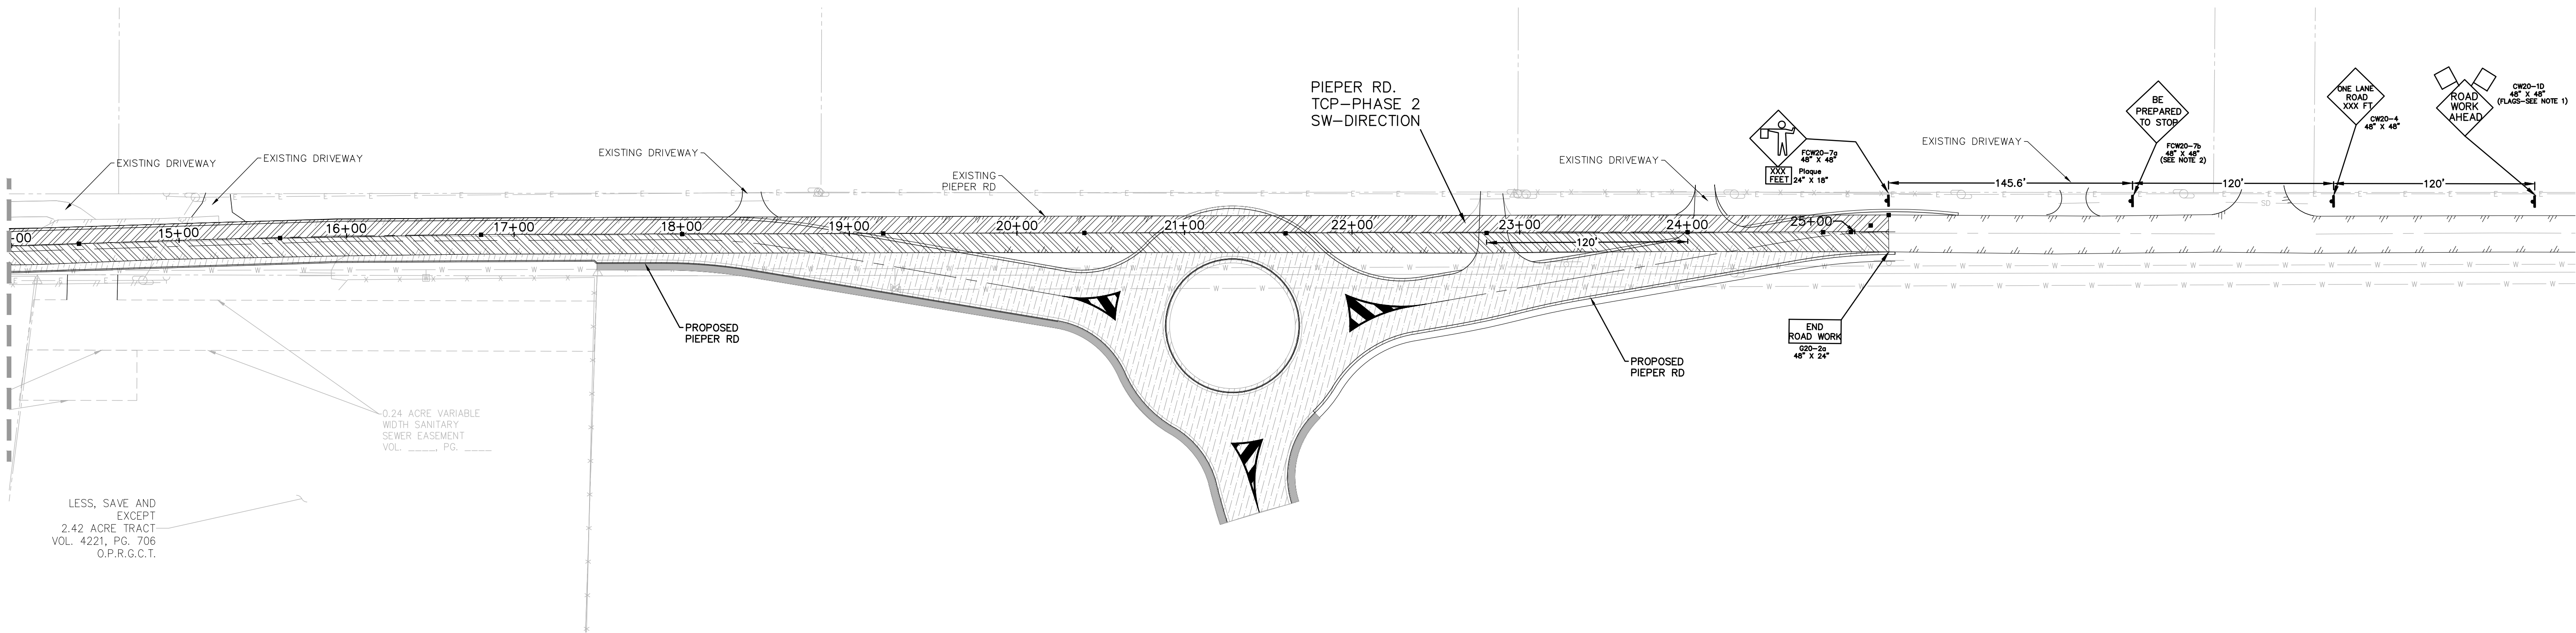 PIEPER RD.
TCP-PHASE 2
SW-DIRECTION
EXISTING DRIVEWAY
EXISTING DRIVEWAY
EXISTING DRIVEWAY
EXISTING
PIEPER RD
EXISTING DRIVEWAY
XXX
FEET
FCW20-7a
48" X 48"
Plaque
24" X 18"
EXISTING DRIVEWAY
BE
PREPARED
TO STOP
FCW20-7b
48" X 48"
(SEE NOTE 2)
ONE LANE
ROAD
XXX FT
CW20-4
48" X 48"
ROAD
WORK
AHEAD
CW20-1D
48" X 48"
(FLAGS-SEE NOTE 1)
145.6'
120'
120'
+00
15+00
16+00
17+00
18+00
19+00
20+00
21+00
22+00
23+00
24+00
25+00
120'
SD
PROPOSED
PIEPER RD
END
ROAD WORK
G20-2a
48" X 24"
PROPOSED
PIEPER RD
0.24 ACRE VARIABLE
WIDTH SANITARY
SEWER EASEMENT
VOL. ____, PG. ____
LESS, SAVE AND
EXCEPT
2.42 ACRE TRACT
VOL. 4221, PG. 706
O.P.R.G.C.T.